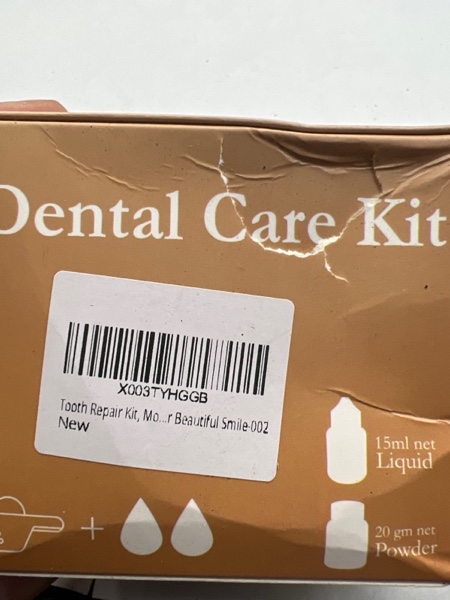 Dental Care Kit
X003TYHGGB
Tooth Repair Kit, Mo...r Beautiful Smile-002
New
15ml net
Liquid
+
20 gm net
Powder